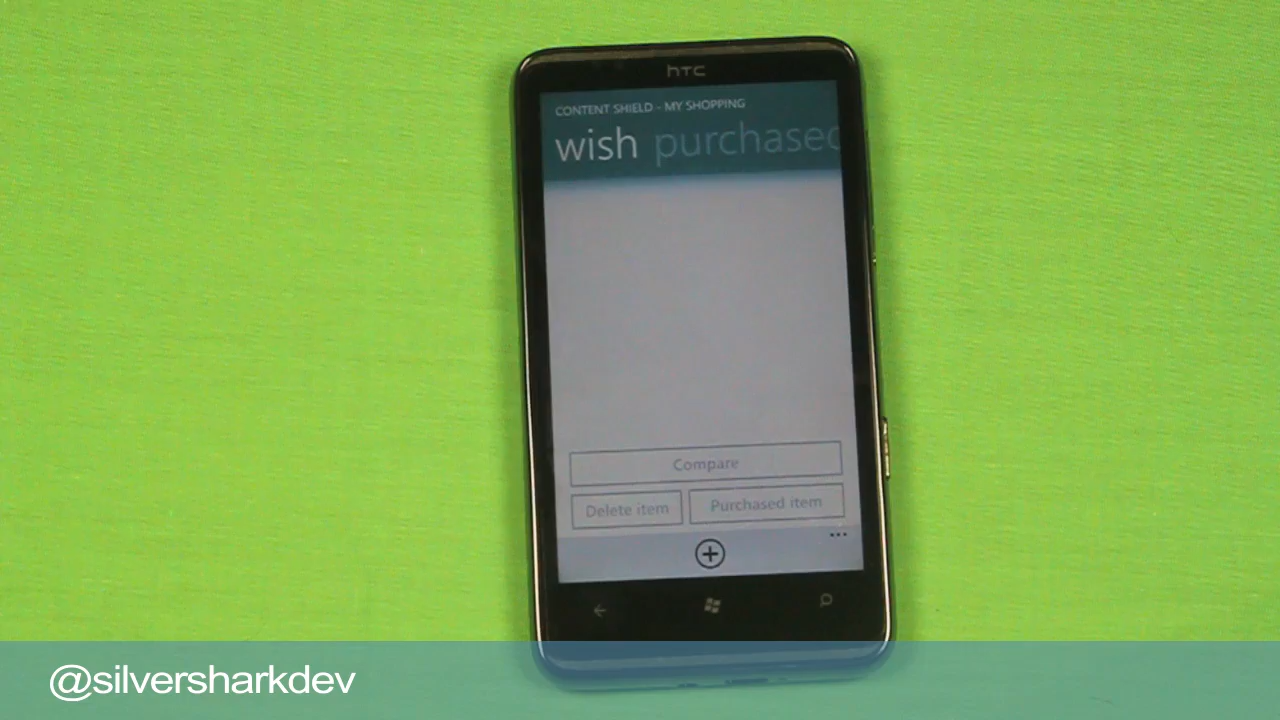 hTC
CONTENT SHIELD - MY SHOPPING
wish purchased
Compare
Delete item Purchased item
@silversharkdev